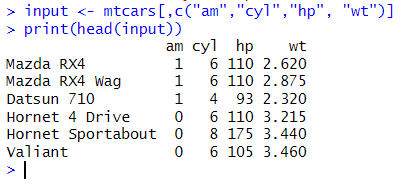 > input <- mtcars[,c("am","cyl","hp", "wt")]
> print(head(input))
                  am cyl  hp    wt
Mazda RX4          1   6 110 2.620
Mazda RX4 Wag      1   6 110 2.875
Datsun 710         1   4  93 2.320
Hornet 4 Drive     0   6 110 3.215
Hornet Sportabout  0   8 175 3.440
Valiant            0   6 105 3.460
>